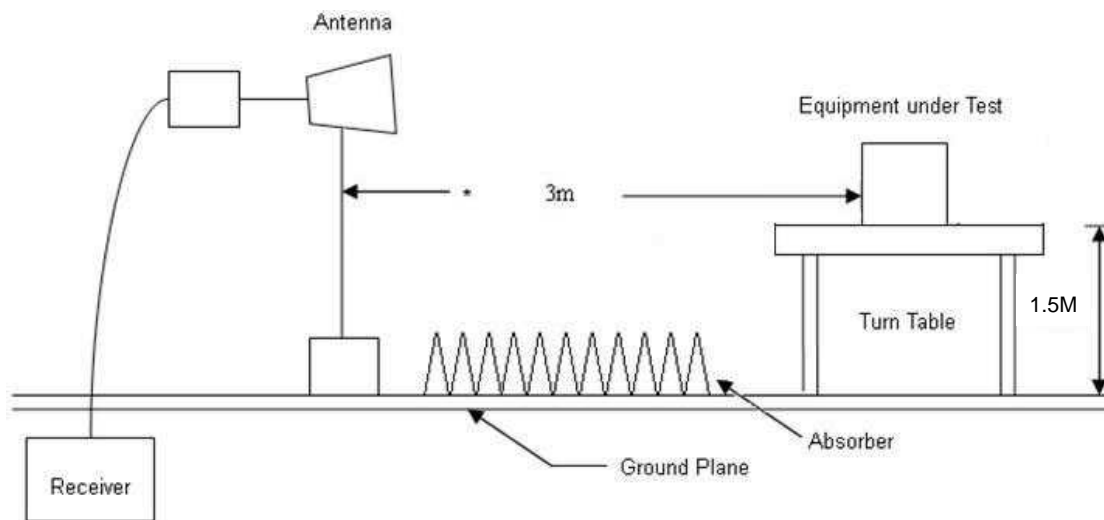 Antenna
Equipment under Test
* 3m
1.5M
Turn Table
Absorber
Ground Plane
Receiver